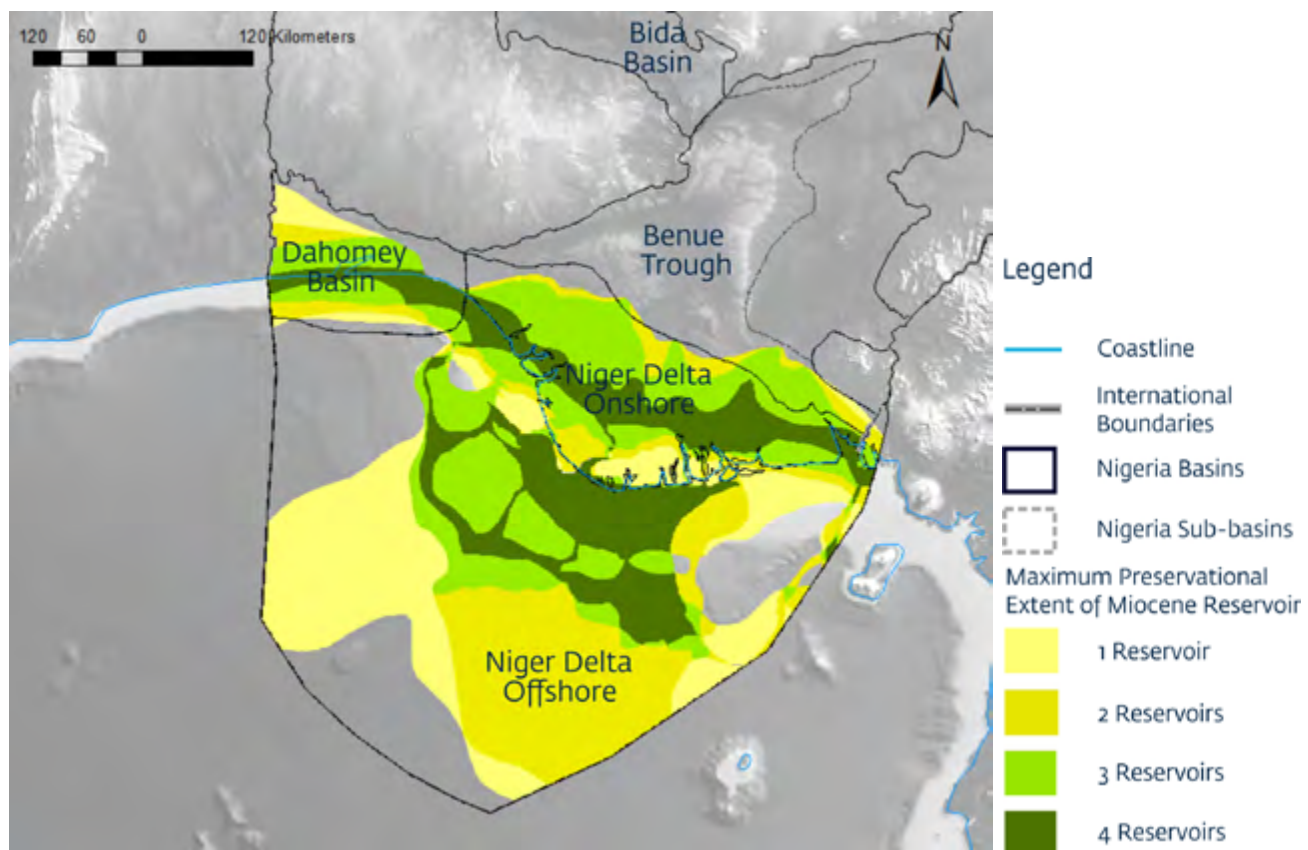 120 60 0 120 Kilometers
Bida
Basin
N
Dahomey
Basin
Benue
Trough
Niger Delta
Onshore
Niger Delta
Offshore
Legend
Coastline
International
Boundaries
Nigeria Basins
Nigeria Sub-basins
Maximum Preservational
Extent of Miocene Reservoir
1 Reservoir
2 Reservoirs
3 Reservoirs
4 Reservoirs